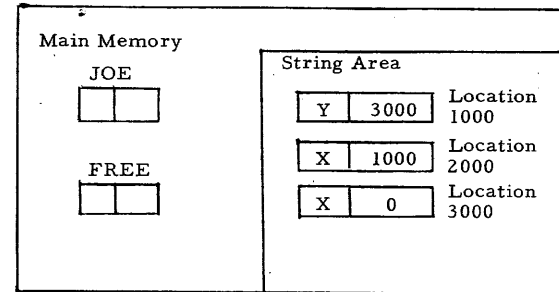 Main Memory
JOE
FREE
String Area
Y 3000 Location 1000
X 1000 Location 2000
X 0 Location 3000